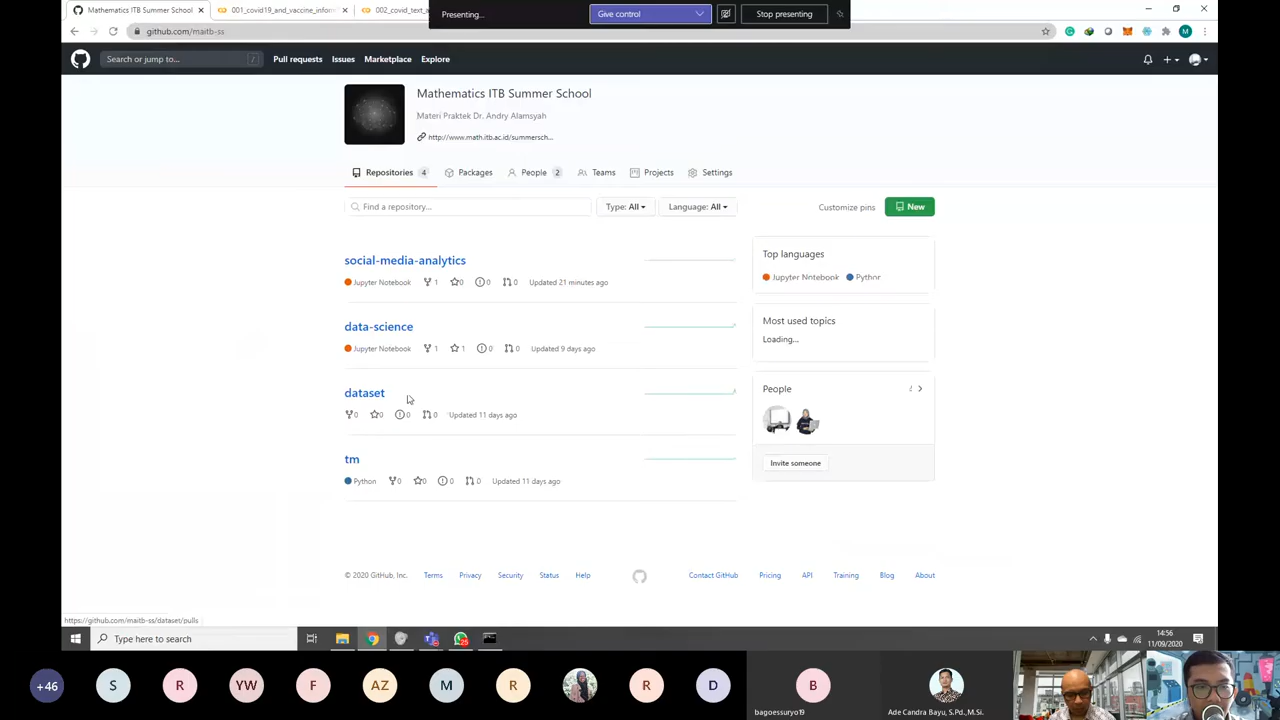 Mathematics ITB Summer School
001_covid19_and_vaccine_inform
002_covid_text_a
Presenting...
Give control
Stop presenting
github.com/maitb-ss
M
Search or jump to...
/
Pull requests
Issues
Marketplace
Explore
Mathematics ITB Summer School
Materi Praktek Dr. Andry Alamsyah
http://www.math.itb.ac.id/summersch...
Repositories 4
Packages
People 2
Teams
Projects
Settings
Find a repository...
Type: All
Language: All
Customize pins
New
social-media-analytics
Jupyter Notebook 1 0 0 0 Updated 21 minutes ago
data-science
Jupyter Notebook 1 1 0 0 Updated 9 days ago
dataset
0 0 0 0 Updated 11 days ago
tm
Python 0 0 0 0 Updated 11 days ago
Top languages
Jupyter Notebook Python
Most used topics
Loading...
People
Invite someone
© 2020 GitHub, Inc.
Terms
Privacy
Security
Status
Help
Contact GitHub
Pricing
API
Training
Blog
About
https://github.com/maitb-ss/dataset/pulls
Type here to search
25
14:56
11/09/2020
+46
S
R
YW
F
AZ
M
R
R
D
B
bagoessuryo19
Ade Candra Bayu, S.Pd.,M.Si.